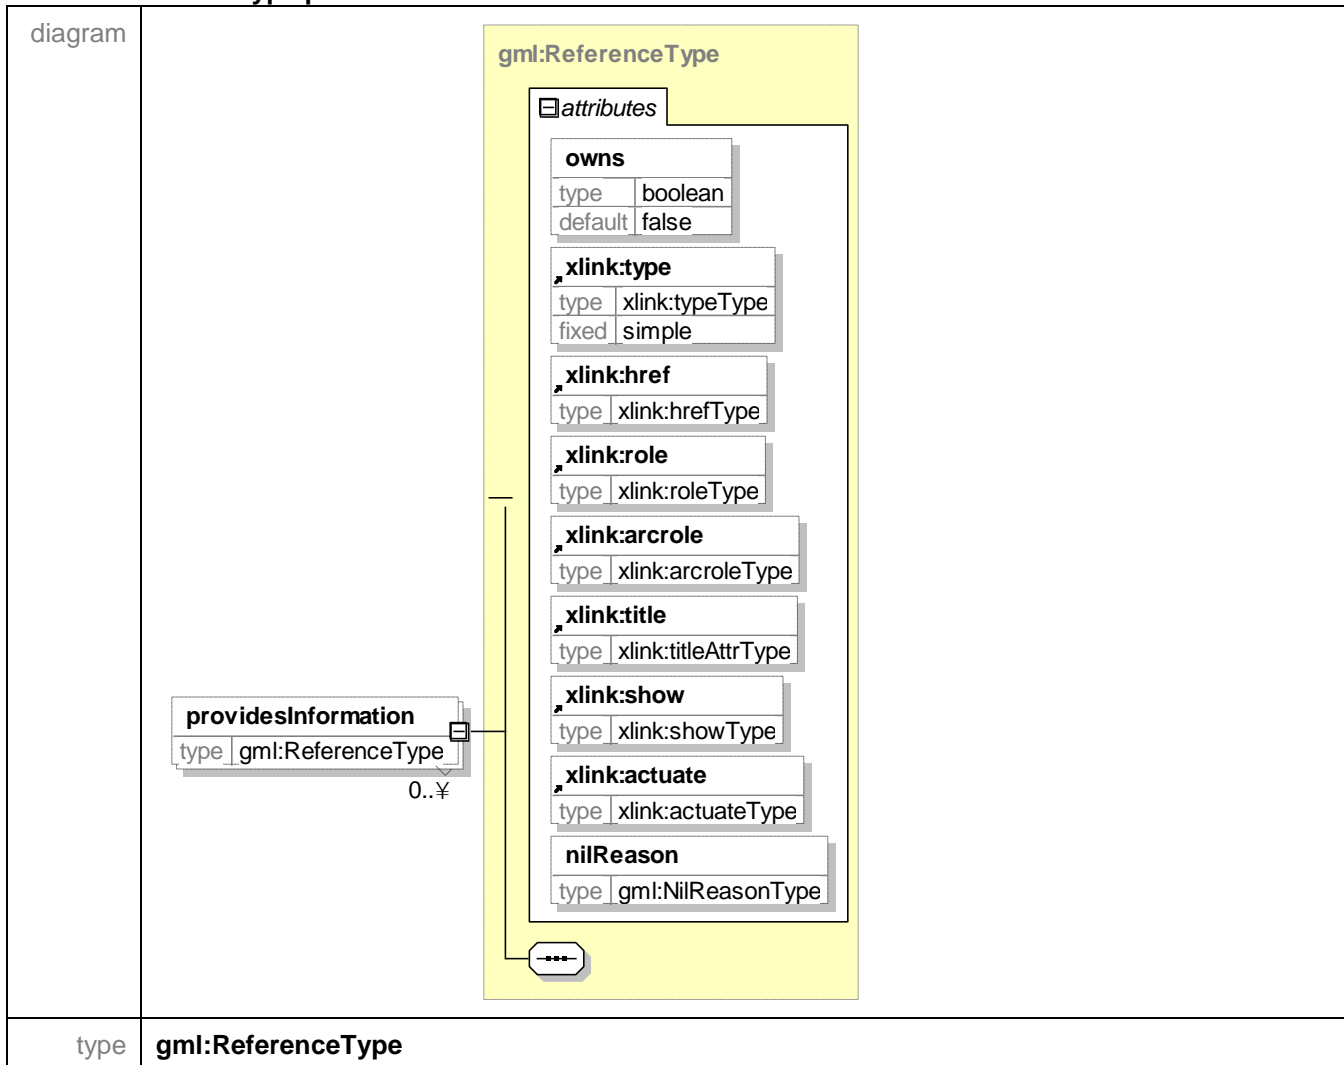 diagram
gml:ReferenceType
attributes
owns
type boolean
default false
xlink:type
type xlink:typeType
fixed simple
xlink:href
type xlink:hrefType
xlink:role
type xlink:roleType
xlink:arcrole
type xlink:arcroleType
xlink:title
type xlink:titleAttrType
xlink:show
type xlink:showType
providesInformation
type gml:ReferenceType
0..¥
xlink:actuate
type xlink:actuateType
nilReason
type gml:NilReasonType
type gml:ReferenceType